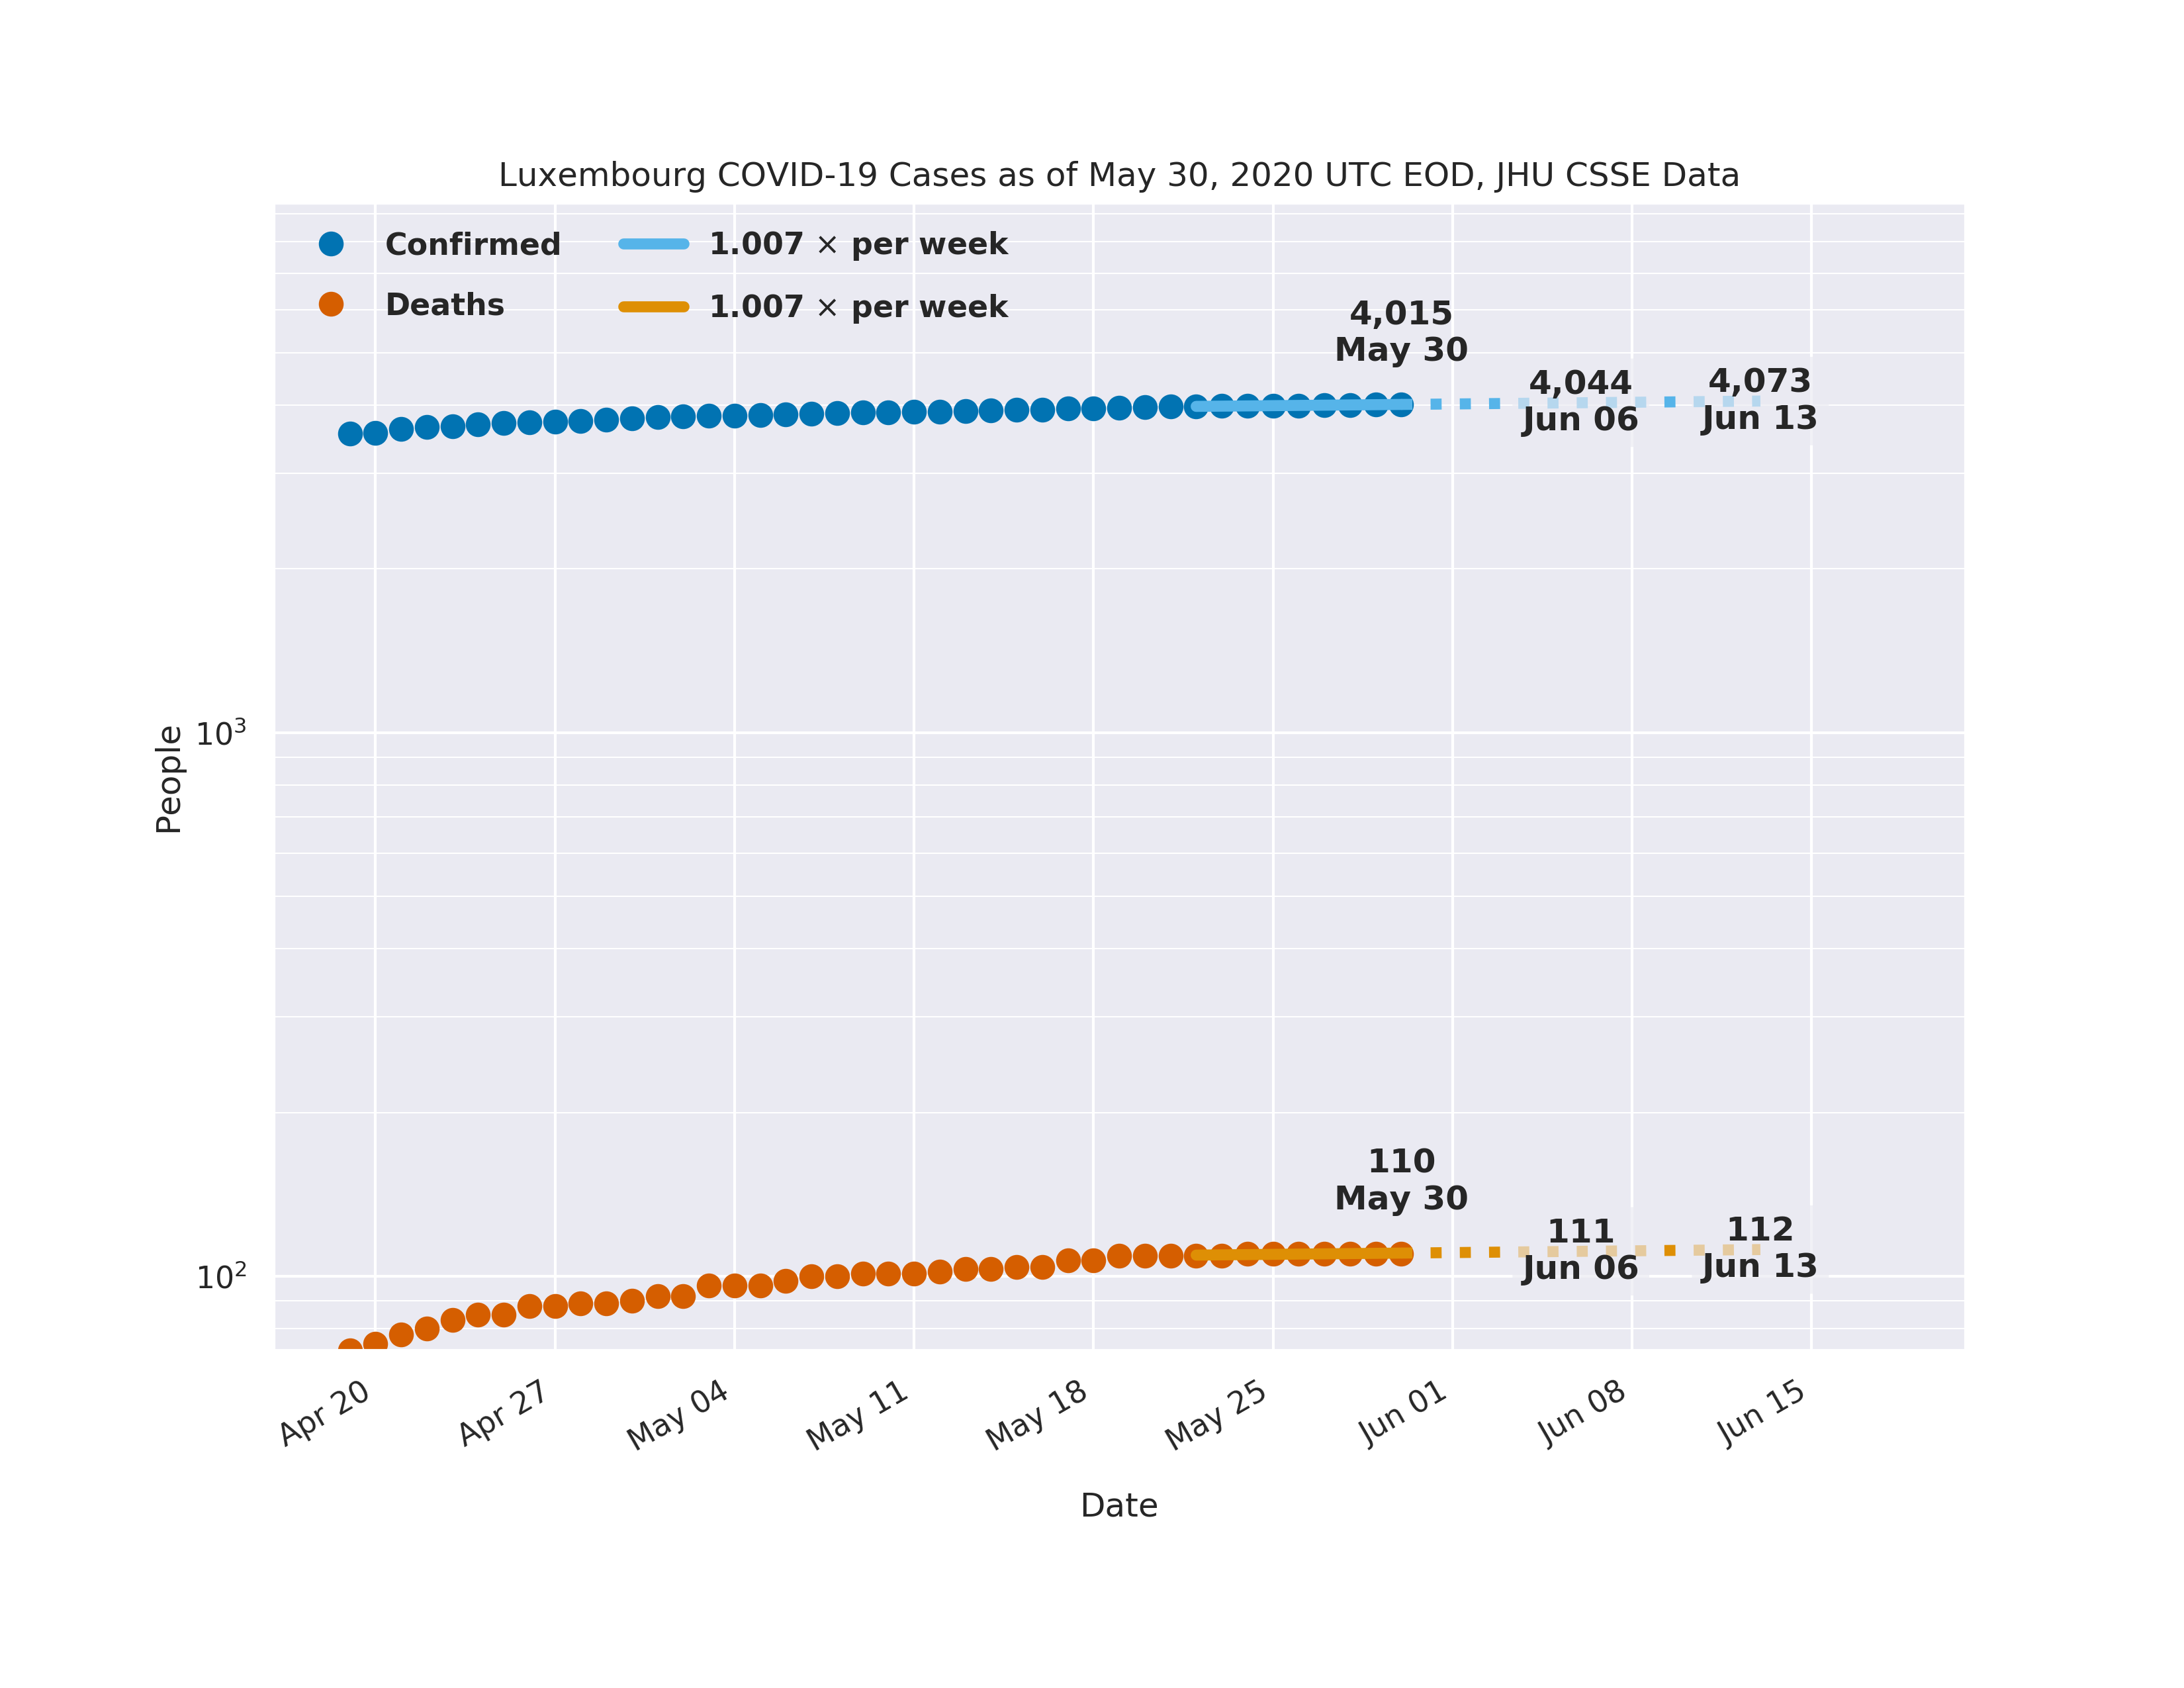 Luxembourg COVID-19 Cases as of May 30, 2020 UTC EOD, JHU CSSE Data
Confirmed
Deaths
1.007 × per week
1.007 × per week
4,015
May 30
4,044
Jun 06
4,073
Jun 13
110
May 30
111
Jun 06
112
Jun 13
People
10³
10²
Apr 20
Apr 27
May 04
May 11
May 18
May 25
Jun 01
Jun 08
Jun 15
Date